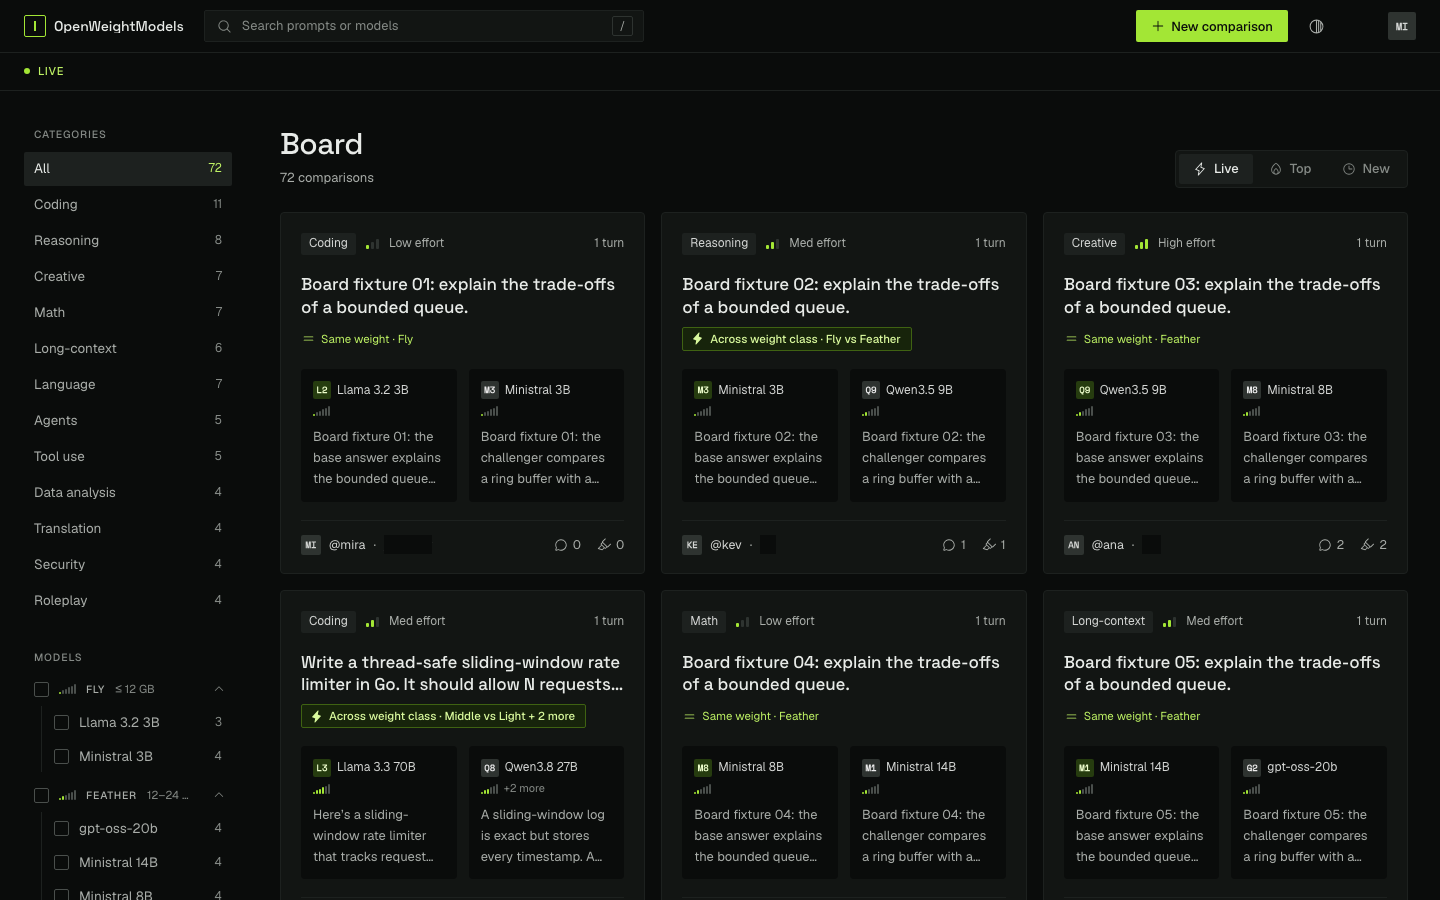 OpenWeightModels
Search prompts or models
/
New comparison
MI
LIVE
CATEGORIES
All 72
Coding 11
Reasoning 8
Creative 7
Math 7
Long-context 6
Language 7
Agents 5
Tool use 5
Data analysis 4
Translation 4
Security 4
Roleplay 4
MODELS
FLY ≤ 12 GB
Llama 3.2 3B 3
Ministral 3B 4
FEATHER 12–24 …
gpt-oss-20b 4
Ministral 14B 4
Ministral 8B 4
Board
72 comparisons
Live
Top
New
Coding Low effort 1 turn
Board fixture 01: explain the trade-offs
of a bounded queue.
Same weight · Fly
L2 Llama 3.2 3B
Board fixture 01: the
base answer explains
the bounded queue…
M3 Ministral 3B
Board fixture 01: the
challenger compares
a ring buffer with a…
MI @mira · 0 0
Reasoning Med effort 1 turn
Board fixture 02: explain the trade-offs
of a bounded queue.
Across weight class · Fly vs Feather
M3 Ministral 3B
Board fixture 02: the
base answer explains
the bounded queue…
Q9 Qwen3.5 9B
Board fixture 02: the
challenger compares
a ring buffer with a…
KE @kev · 1 1
Creative High effort 1 turn
Board fixture 03: explain the trade-offs
of a bounded queue.
Same weight · Feather
Q9 Qwen3.5 9B
Board fixture 03: the
base answer explains
the bounded queue…
M8 Ministral 8B
Board fixture 03: the
challenger compares
a ring buffer with a…
AN @ana · 2 2
Coding Med effort 1 turn
Write a thread-safe sliding-window rate
limiter in Go. It should allow N requests…
Across weight class · Middle vs Light + 2 more
L3 Llama 3.3 70B
Here's a sliding-
window rate limiter
that tracks request…
Q8 Qwen3.8 27B
+2 more
A sliding-window log
is exact but stores
every timestamp. A…
Math Low effort 1 turn
Board fixture 04: explain the trade-offs
of a bounded queue.
Same weight · Feather
M8 Ministral 8B
Board fixture 04: the
base answer explains
the bounded queue…
M1 Ministral 14B
Board fixture 04: the
challenger compares
a ring buffer with a…
Long-context Med effort 1 turn
Board fixture 05: explain the trade-offs
of a bounded queue.
Same weight · Feather
M1 Ministral 14B
Board fixture 05: the
base answer explains
the bounded queue…
G2 gpt-oss-20b
Board fixture 05: the
challenger compares
a ring buffer with a…